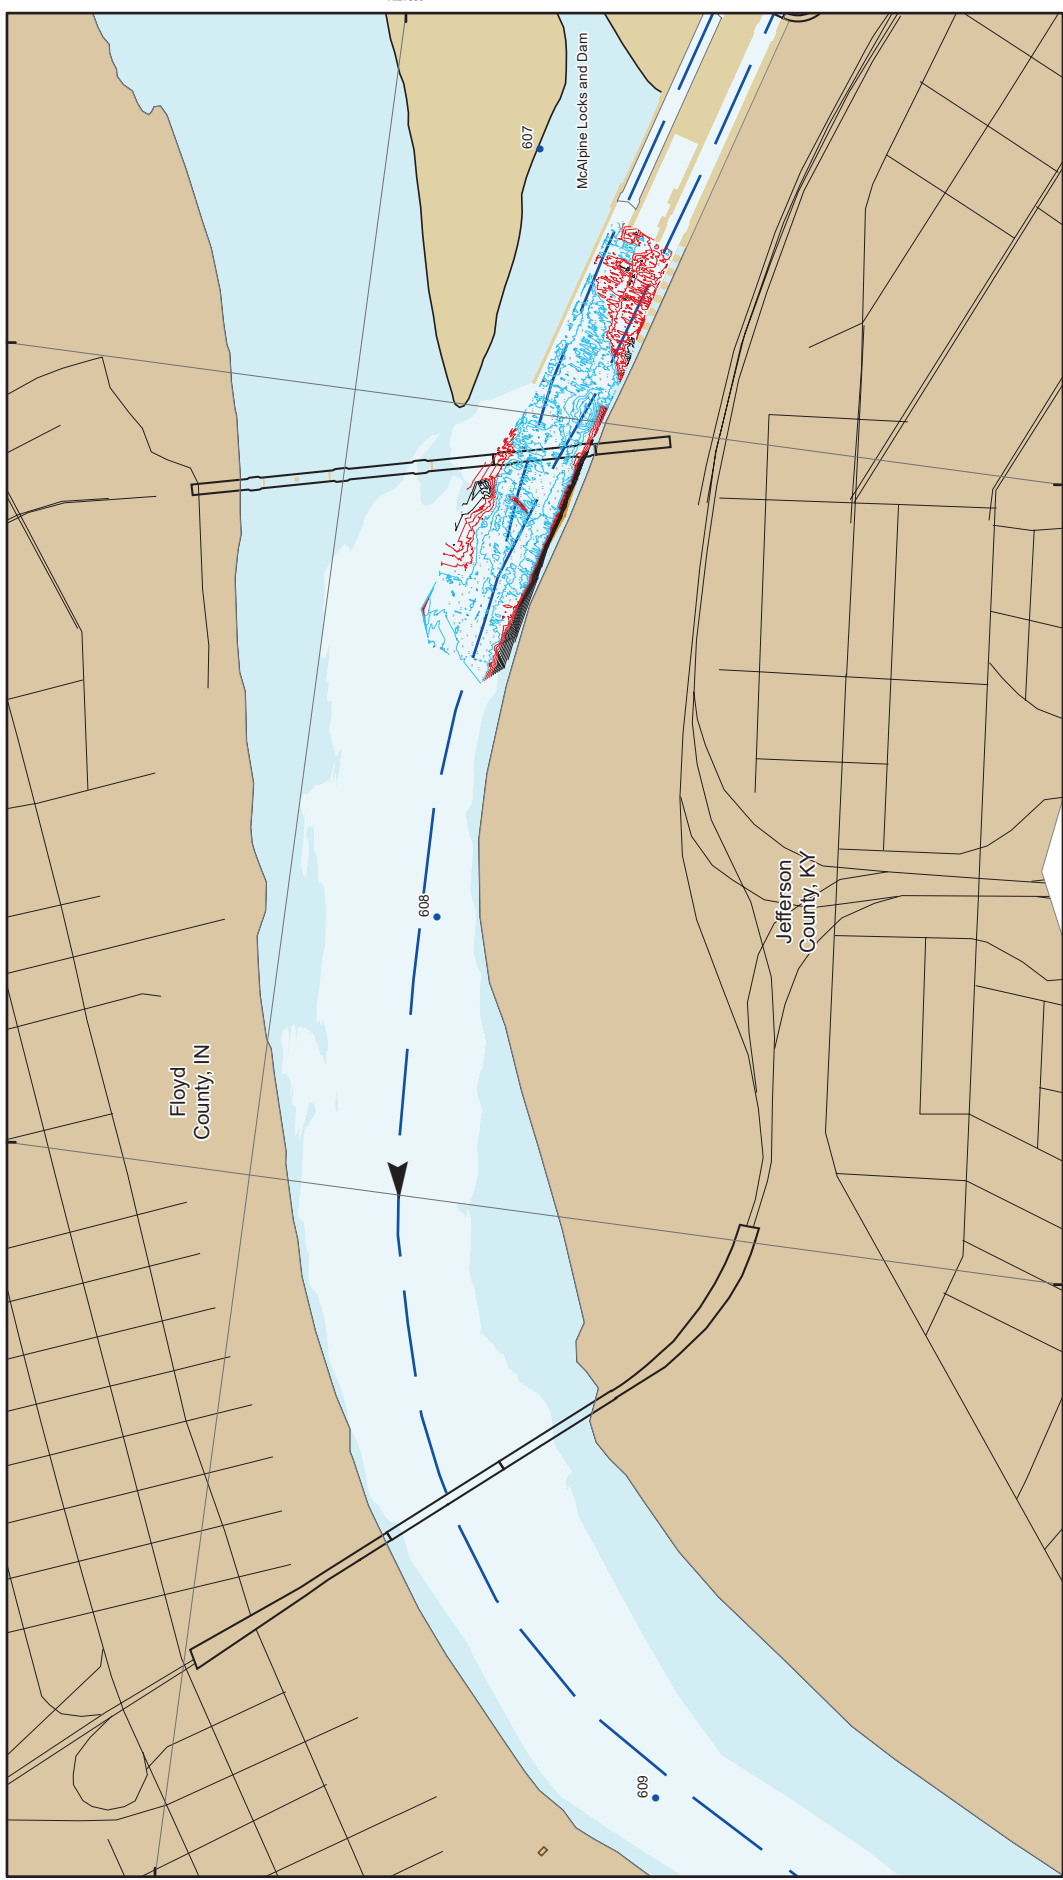 607
McAlpine Locks and Dam
608
Jefferson
County, KY
Floyd
County, IN
609